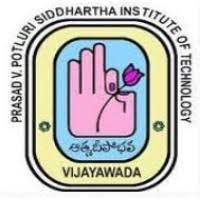 PRASAD V. POTLURI SIDDHARTHA INSTITUTE OF TECHNOLOGY
ఆత్మదీపోభవ
VIJAYAWADA